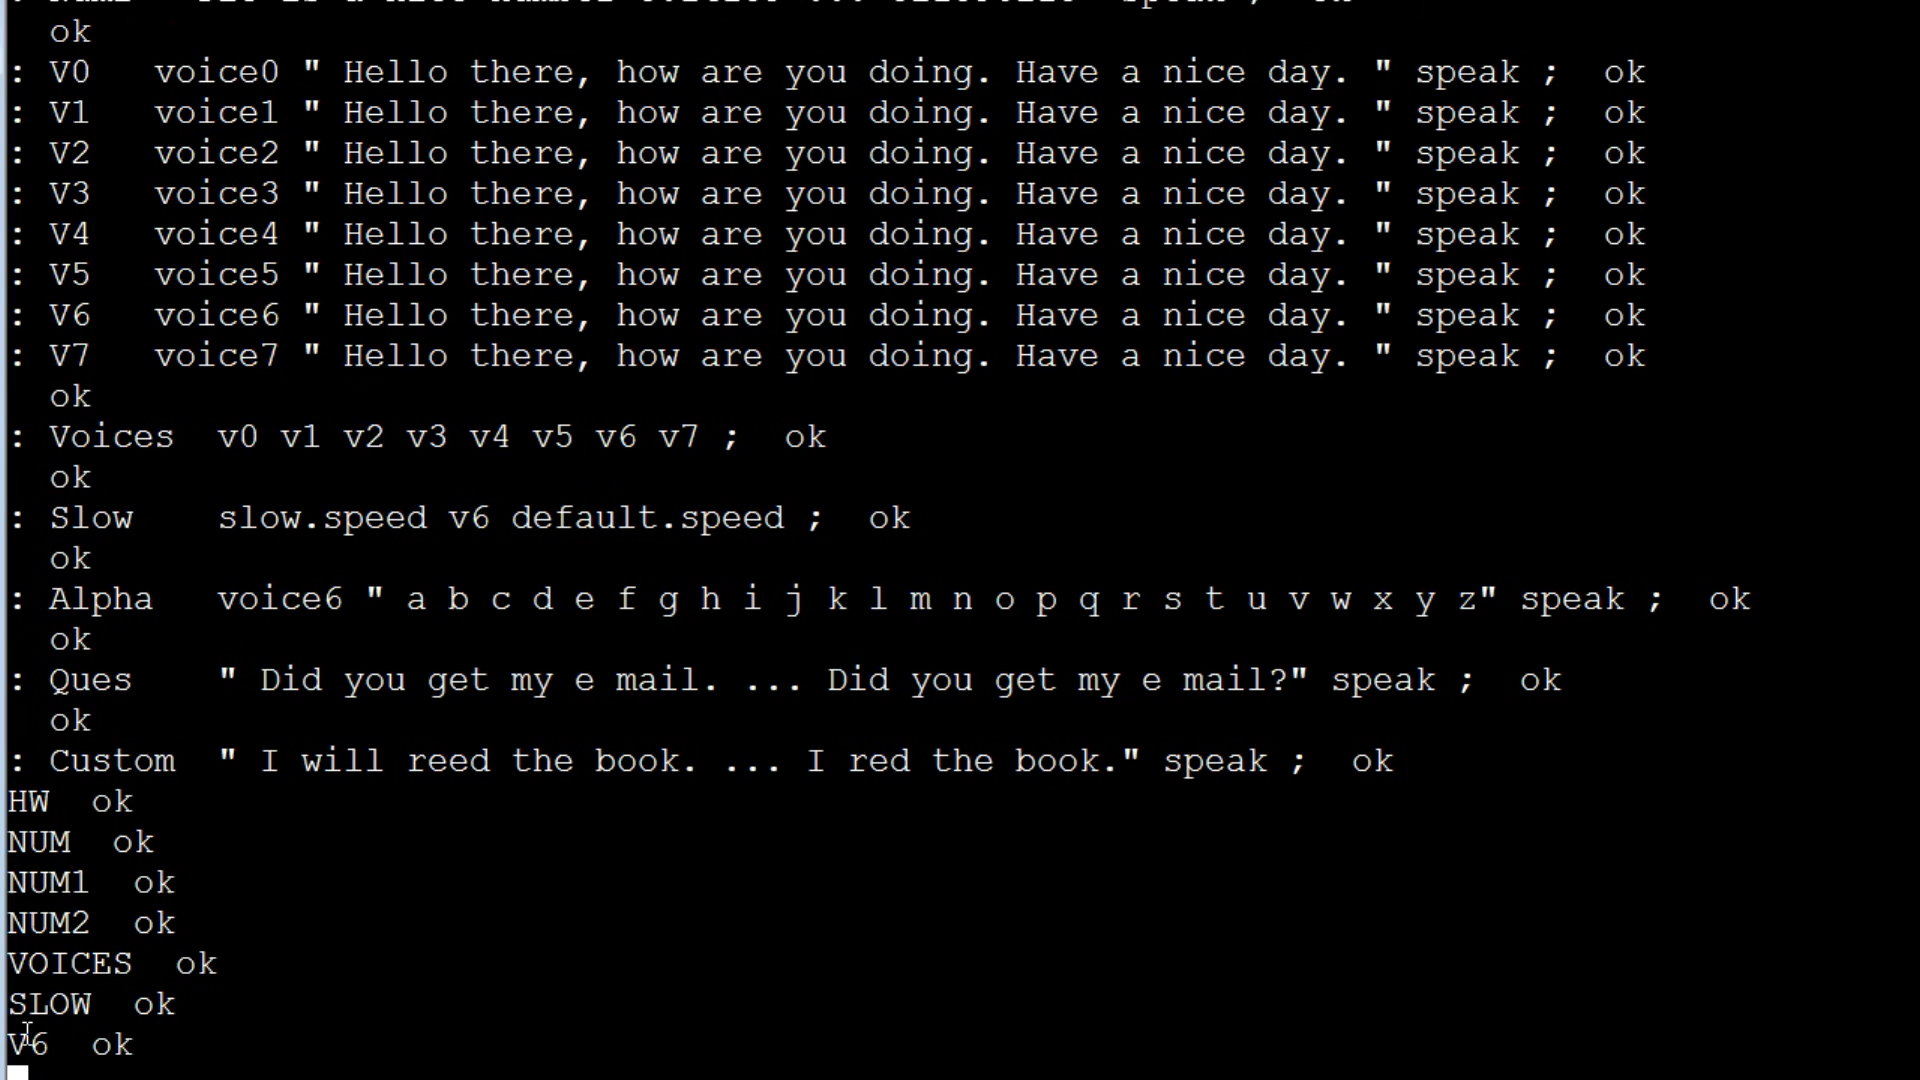 ok
: V0 voice0 " Hello there, how are you doing. Have a nice day. " speak ; ok
: V1 voice1 " Hello there, how are you doing. Have a nice day. " speak ; ok
: V2 voice2 " Hello there, how are you doing. Have a nice day. " speak ; ok
: V3 voice3 " Hello there, how are you doing. Have a nice day. " speak ; ok
: V4 voice4 " Hello there, how are you doing. Have a nice day. " speak ; ok
: V5 voice5 " Hello there, how are you doing. Have a nice day. " speak ; ok
: V6 voice6 " Hello there, how are you doing. Have a nice day. " speak ; ok
: V7 voice7 " Hello there, how are you doing. Have a nice day. " speak ; ok
ok
: Voices v0 v1 v2 v3 v4 v5 v6 v7 ; ok
ok
: Slow slow.speed v6 default.speed ; ok
ok
: Alpha voice6 " a b c d e f g h i j k l m n o p q r s t u v w x y z" speak ; ok
ok
: Ques " Did you get my e mail. ... Did you get my e mail?" speak ; ok
ok
: Custom " I will reed the book. ... I red the book." speak ; ok
HW ok
NUM ok
NUM1 ok
NUM2 ok
VOICES ok
SLOW ok
V6 ok